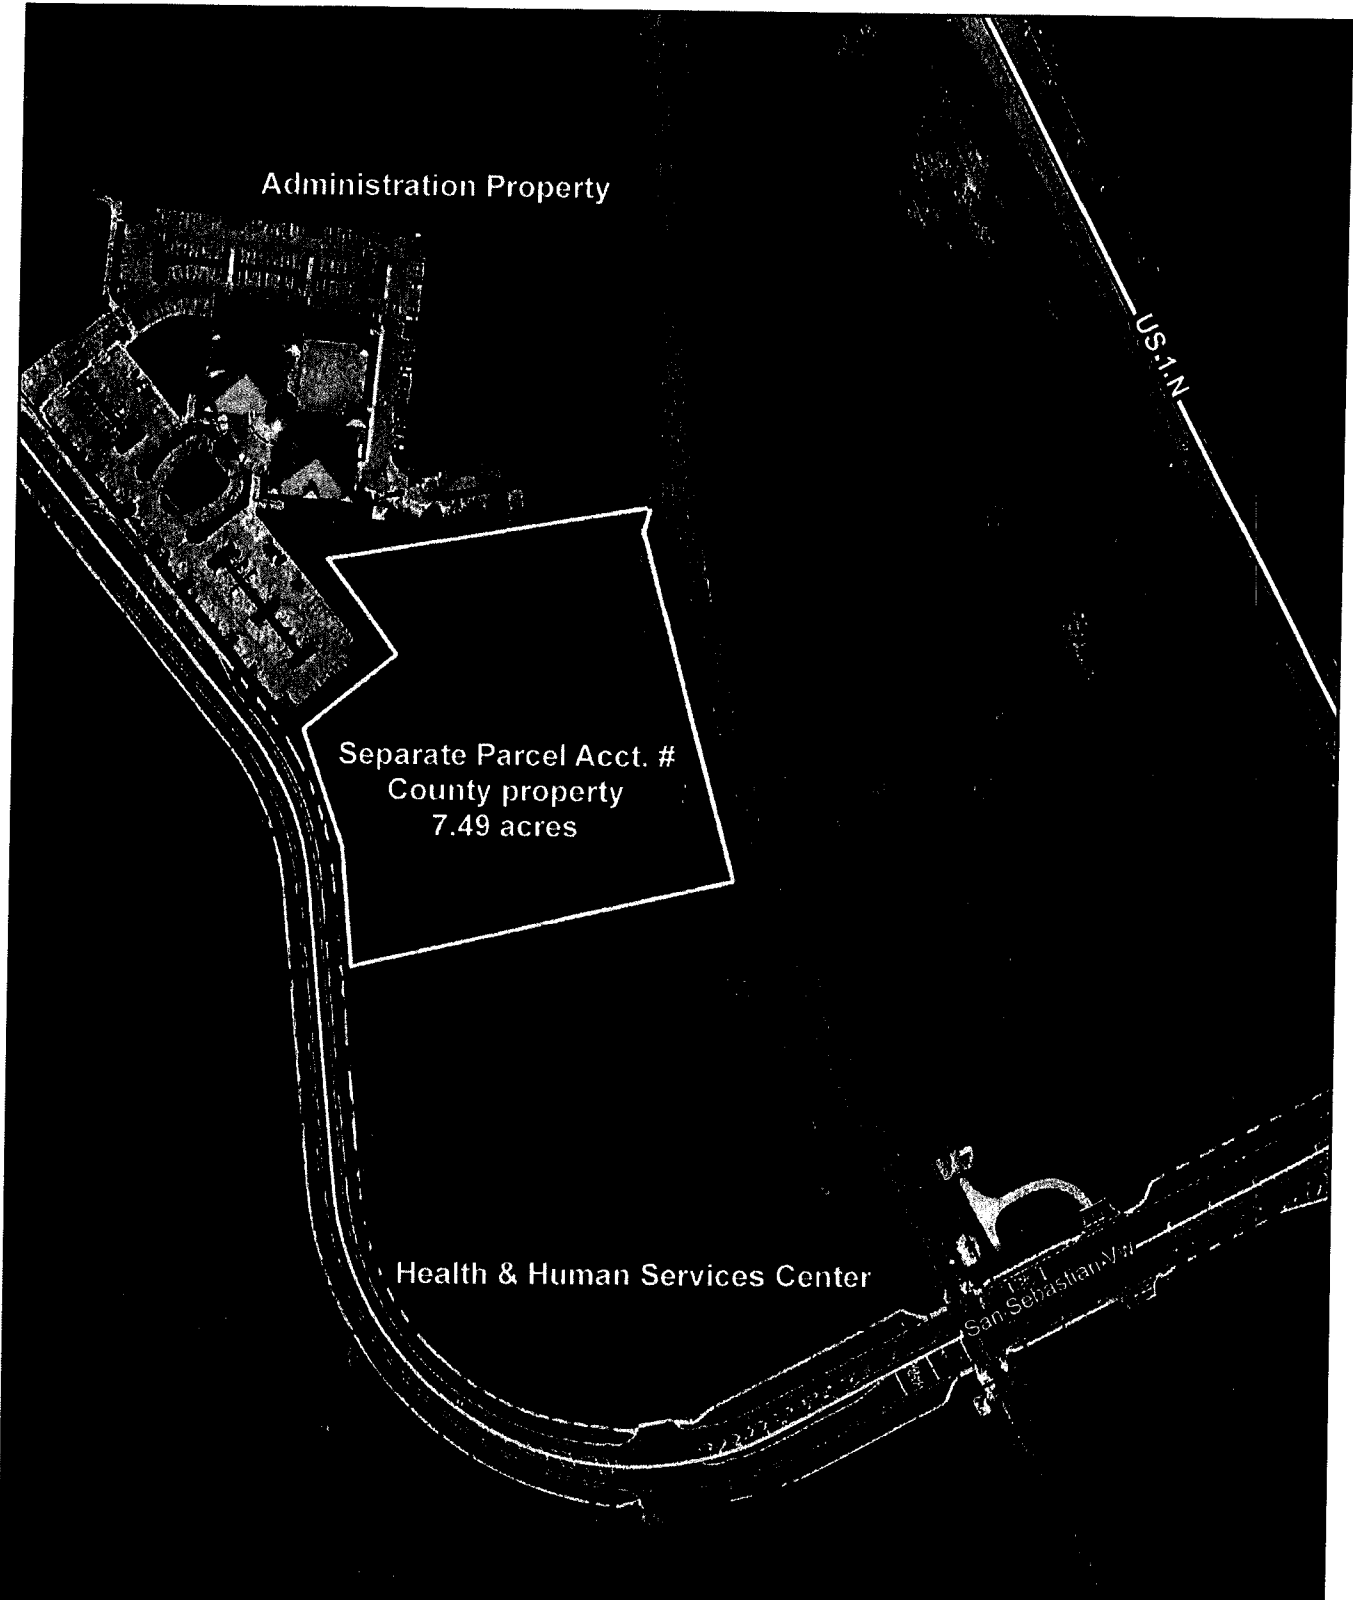 Administration Property
US 1 N
Separate Parcel Acct. #
County property
7.49 acres
Health & Human Services Center
San Sebastian Vw